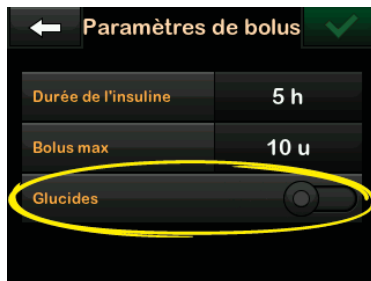 Paramètres de bolus
Durée de l'insuline 5 h
Bolus max 10 u
Glucides